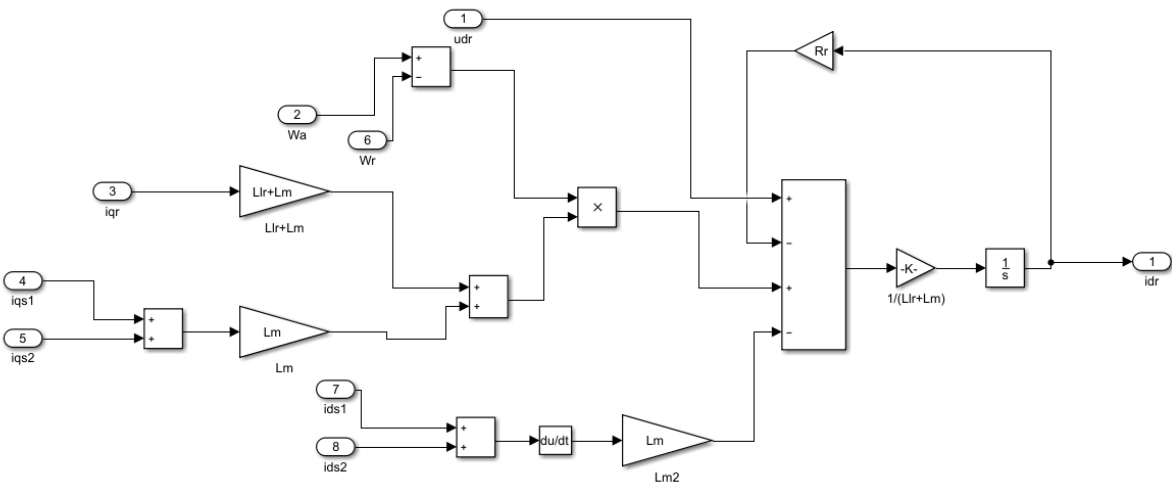 1
udr
Rr
+
−
2
Wa
6
Wr
3
iqr
Llr+Lm
Llr+Lm
×
+
−
+
−
-K-
1/(Llr+Lm)
1
s
1
idr
4
iqs1
5
iqs2
+
+
Lm
Lm
+
+
7
ids1
8
ids2
+
+
du/dt
Lm
Lm2